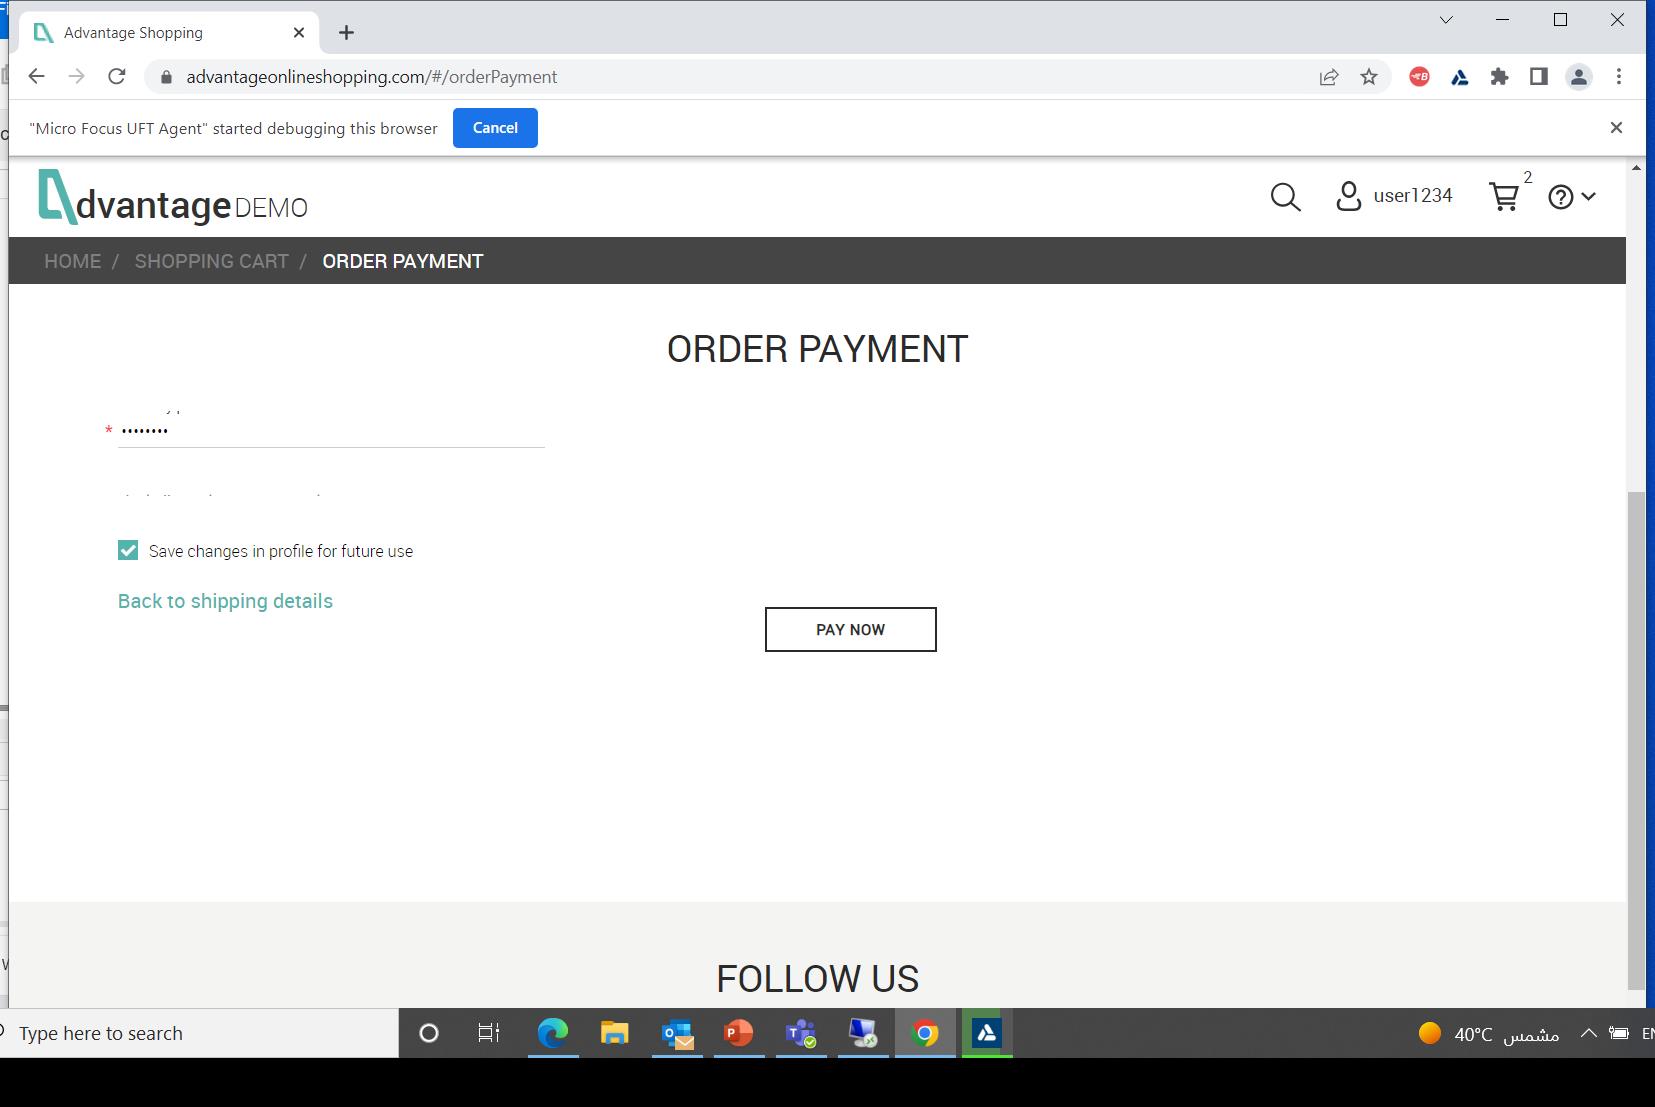 Advantage Shopping
advantageonlineshopping.com/#/orderPayment
"Micro Focus UFT Agent" started debugging this browser
Cancel
dvantage DEMO
user1234
2
HOME / SHOPPING CART / ORDER PAYMENT
ORDER PAYMENT
* ••••••••
Save changes in profile for future use
Back to shipping details
PAY NOW
FOLLOW US
Type here to search
40°C مشمس
EN